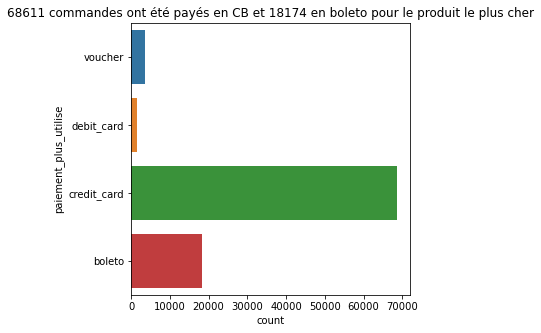 68611 commandes ont été payés en CB et 18174 en boleto pour le produit le plus cher
voucher
debit_card
credit_card
boleto
paiement_plus_utilise
0 10000 20000 30000 40000 50000 60000 70000
count